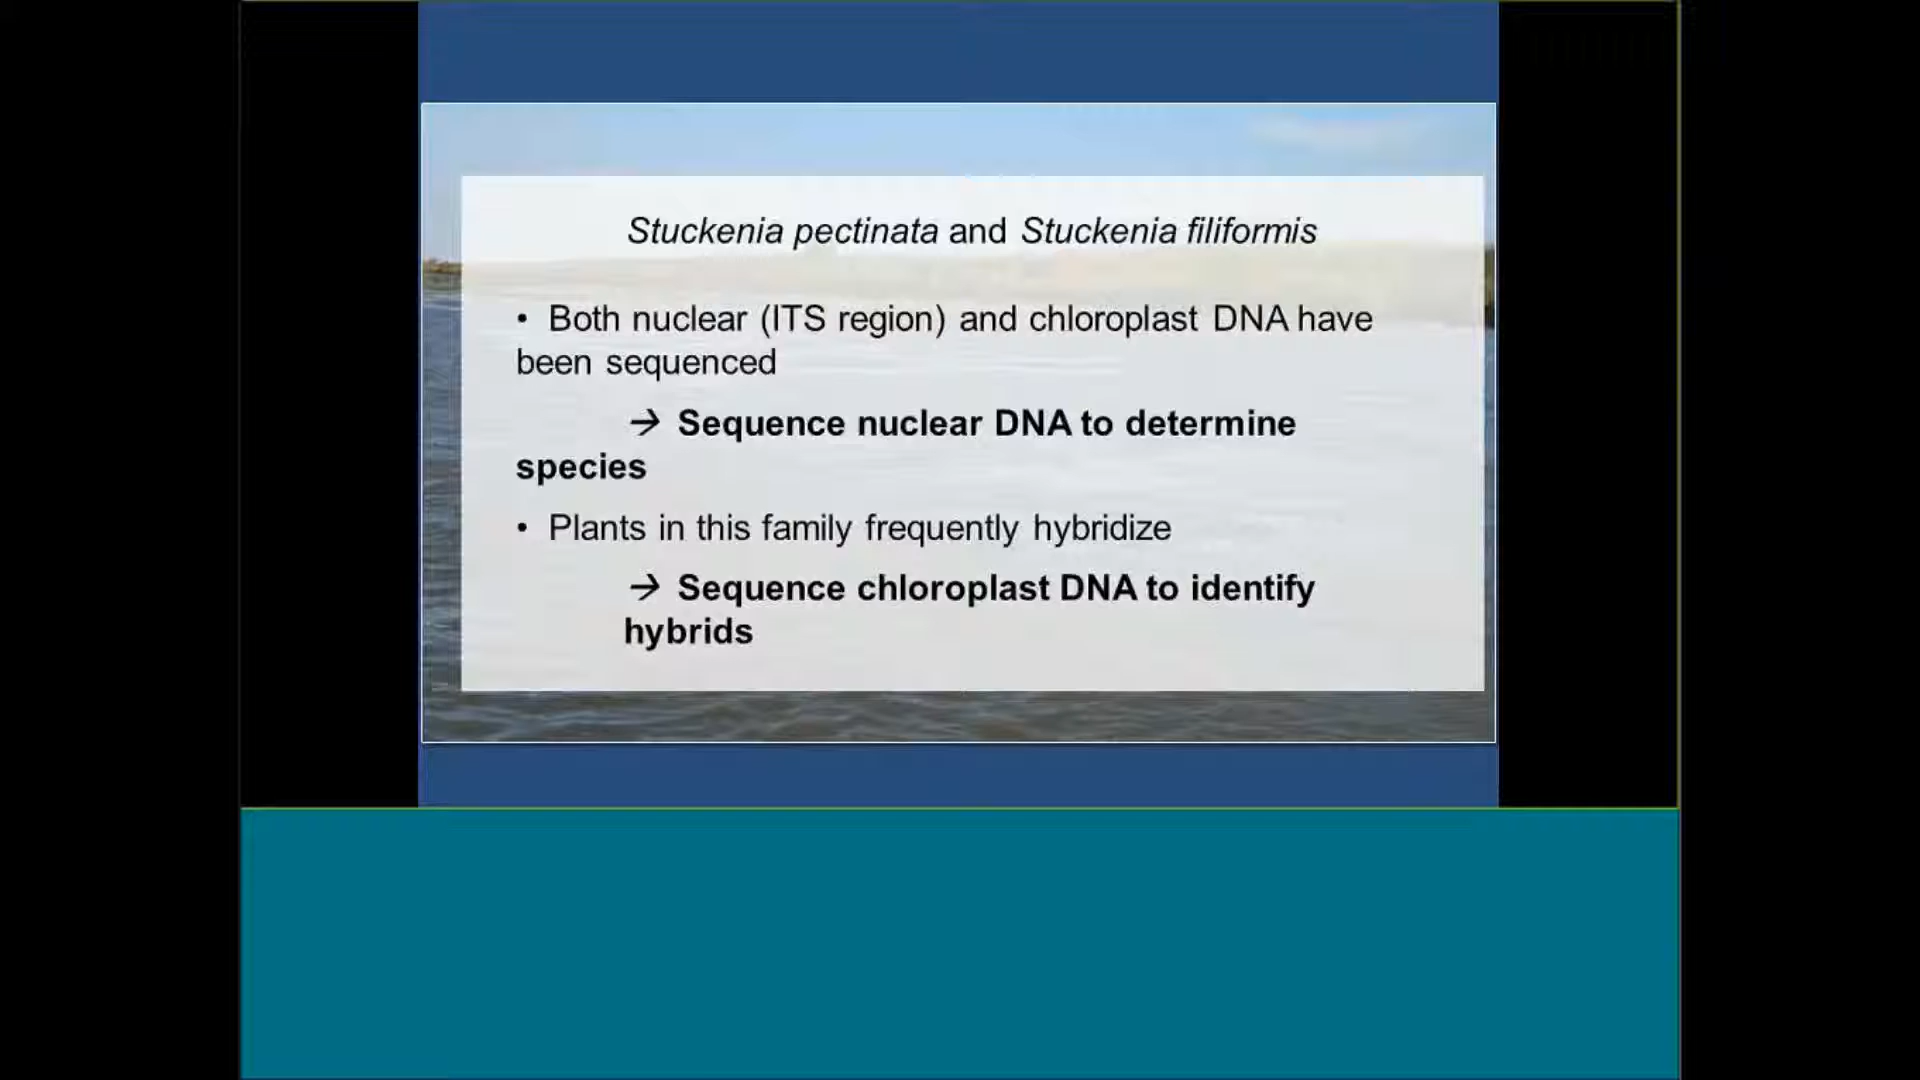 Stuckenia pectinata and Stuckenia filiformis
• Both nuclear (ITS region) and chloroplast DNA have
been sequenced
→ Sequence nuclear DNA to determine
species
• Plants in this family frequently hybridize
→ Sequence chloroplast DNA to identify
hybrids